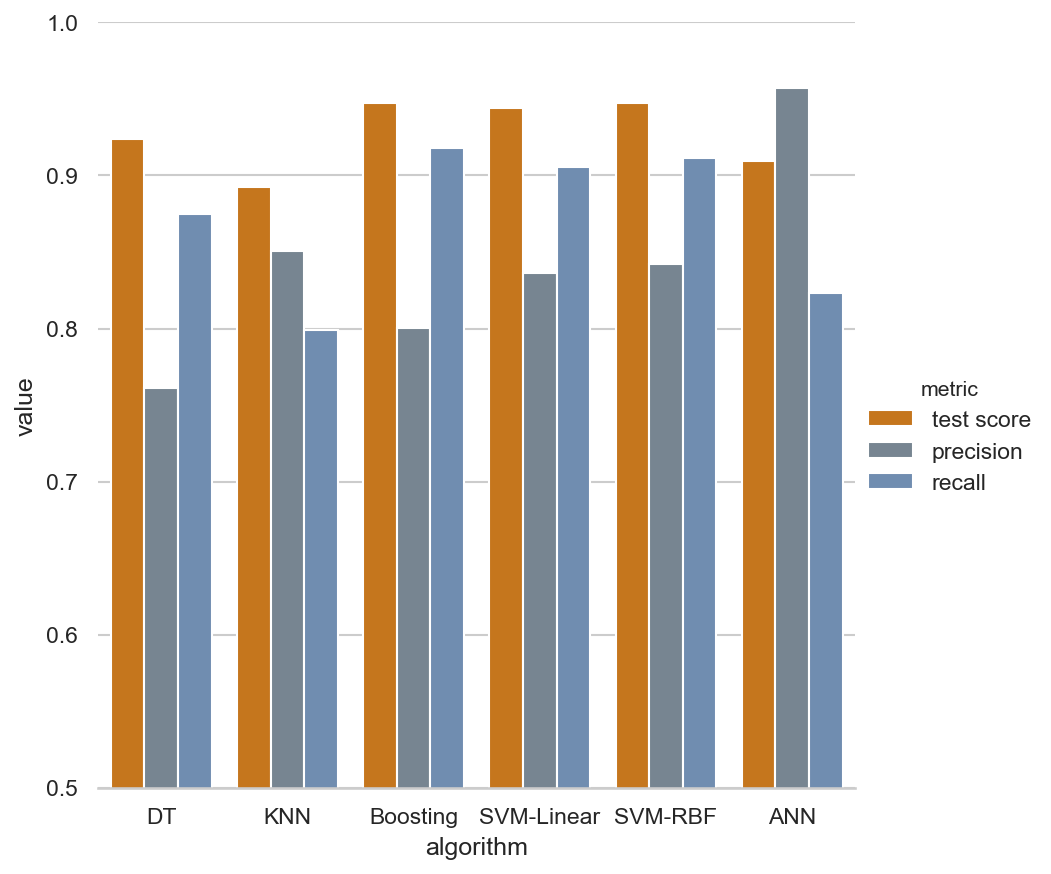 1.0
0.9
0.8
0.7
0.6
0.5
value
DT KNN Boosting SVM-Linear SVM-RBF ANN
algorithm
metric
test score
precision
recall